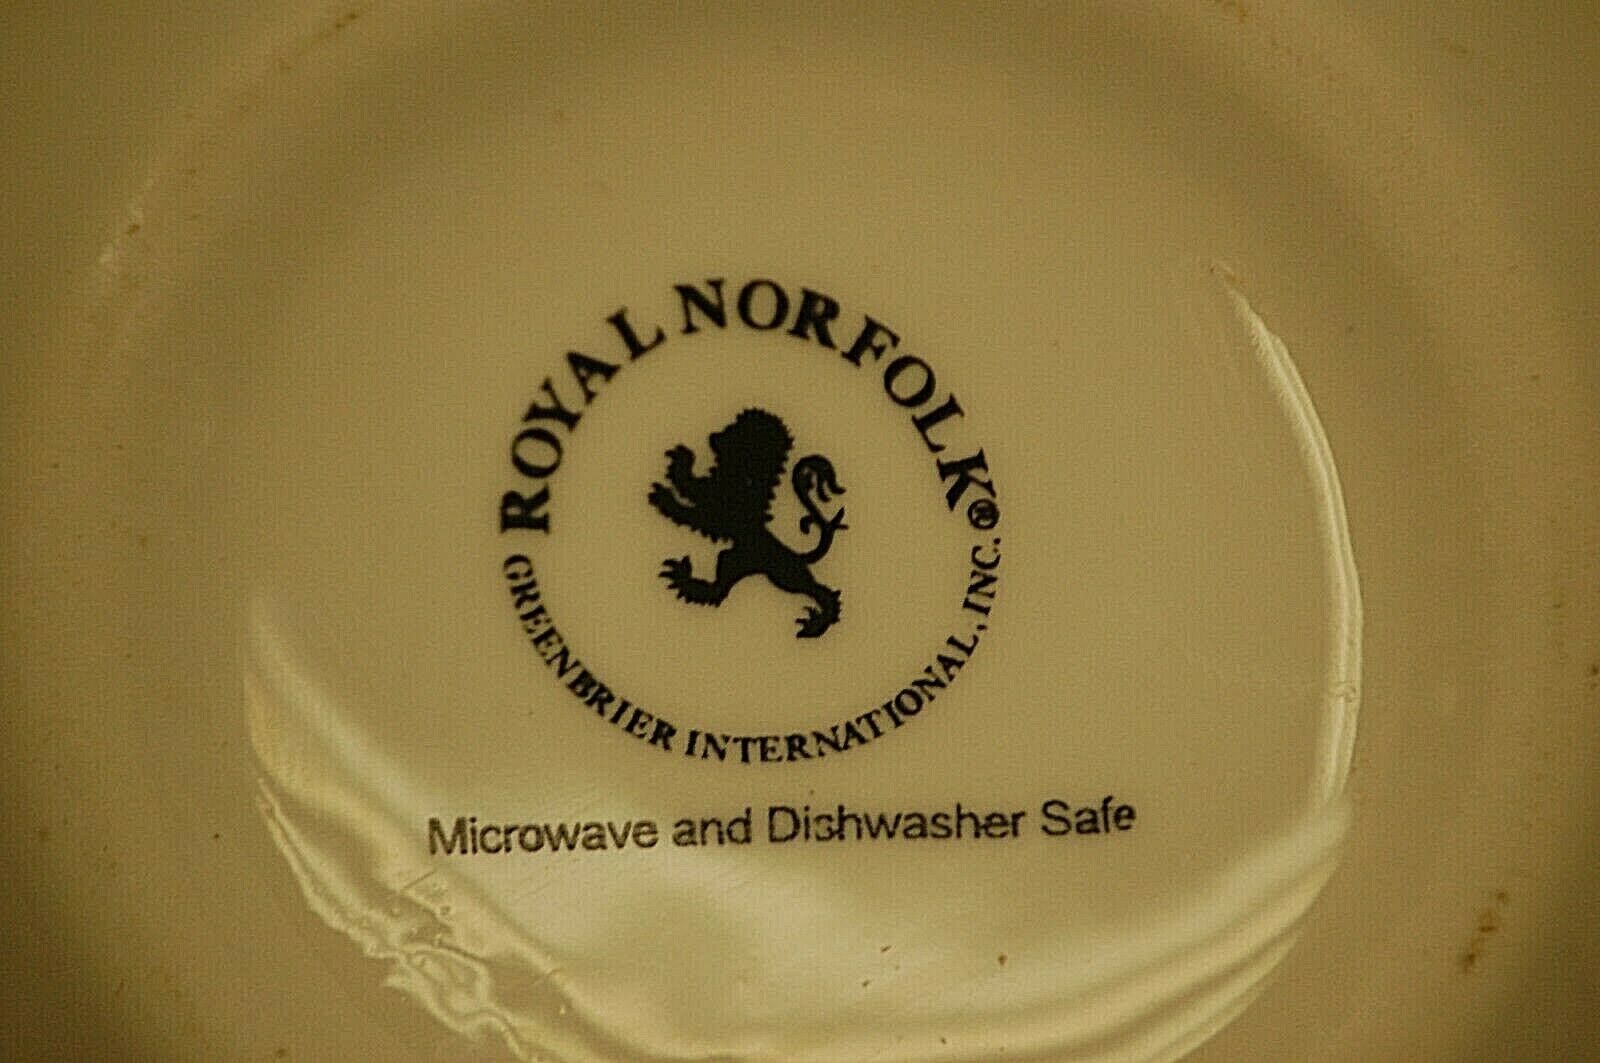 ROYAL NORFOLK®
GREENBRIER INTERNATIONAL, INC.
Microwave and Dishwasher Safe